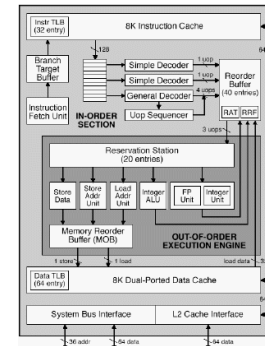 Instr TLB
(32 entry)
8K Instruction Cache
64
128
Branch
Target
Buffer
Simple Decoder
1 uop
Simple Decoder
1 uop
General Decoder
4 uops
Reorder
Buffer
(40 entries)
Instruction
Fetch Unit
IN-ORDER
SECTION
Uop Sequencer
RAT
RRF
3 uops
Reservation Station
(20 entries)
Store
Data
Store
Addr
Unit
Load
Addr
Unit
Integer
ALU
FP
Unit
Integer
Unit
Memory Reorder
Buffer (MOB)
OUT-OF-ORDER
EXECUTION ENGINE
1 store
1 load
load data
Data TLB
(64 entry)
8K Dual-Ported Data Cache
System Bus Interface
L2 Cache Interface
36 addr
64 data
64 data